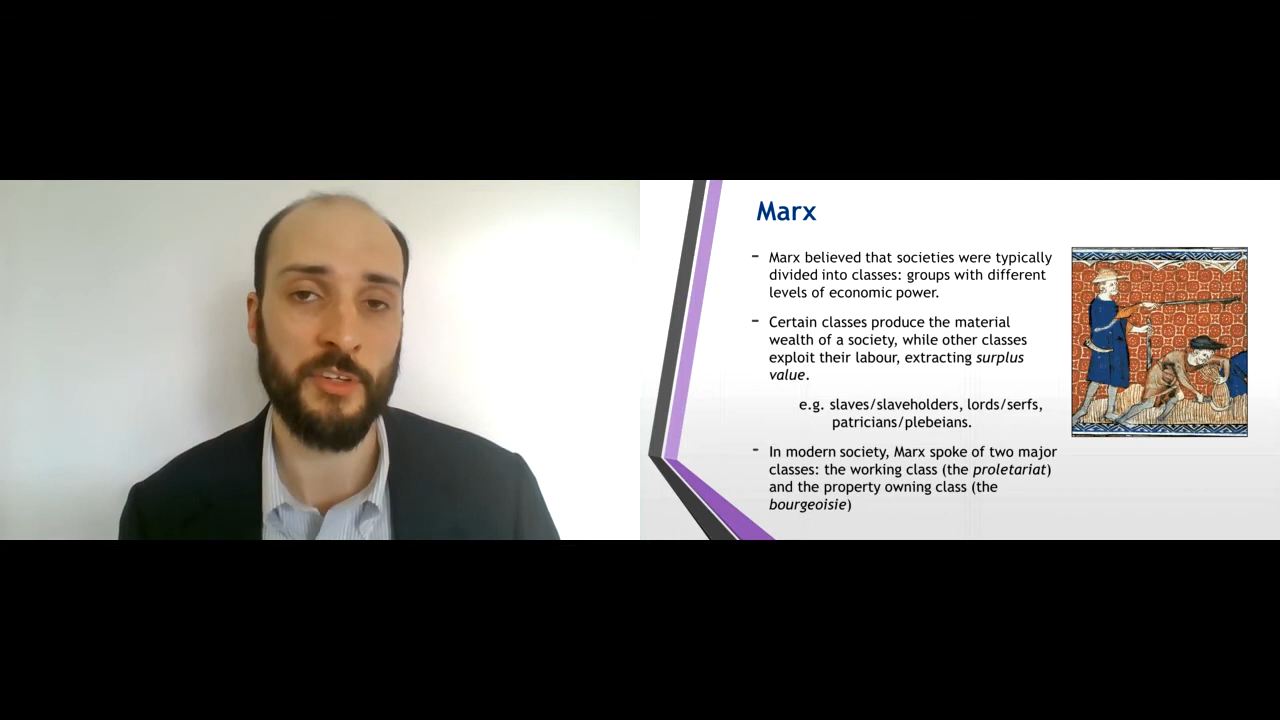 Marx
- Marx believed that societies were typically
divided into classes: groups with different
levels of economic power.
- Certain classes produce the material
wealth of a society, while other classes
exploit their labour, extracting surplus
value.
e.g. slaves/slaveholders, lords/serfs,
patricians/plebeians.
- In modern society, Marx spoke of two major
classes: the working class (the proletariat)
and the property owning class (the
bourgeoisie)